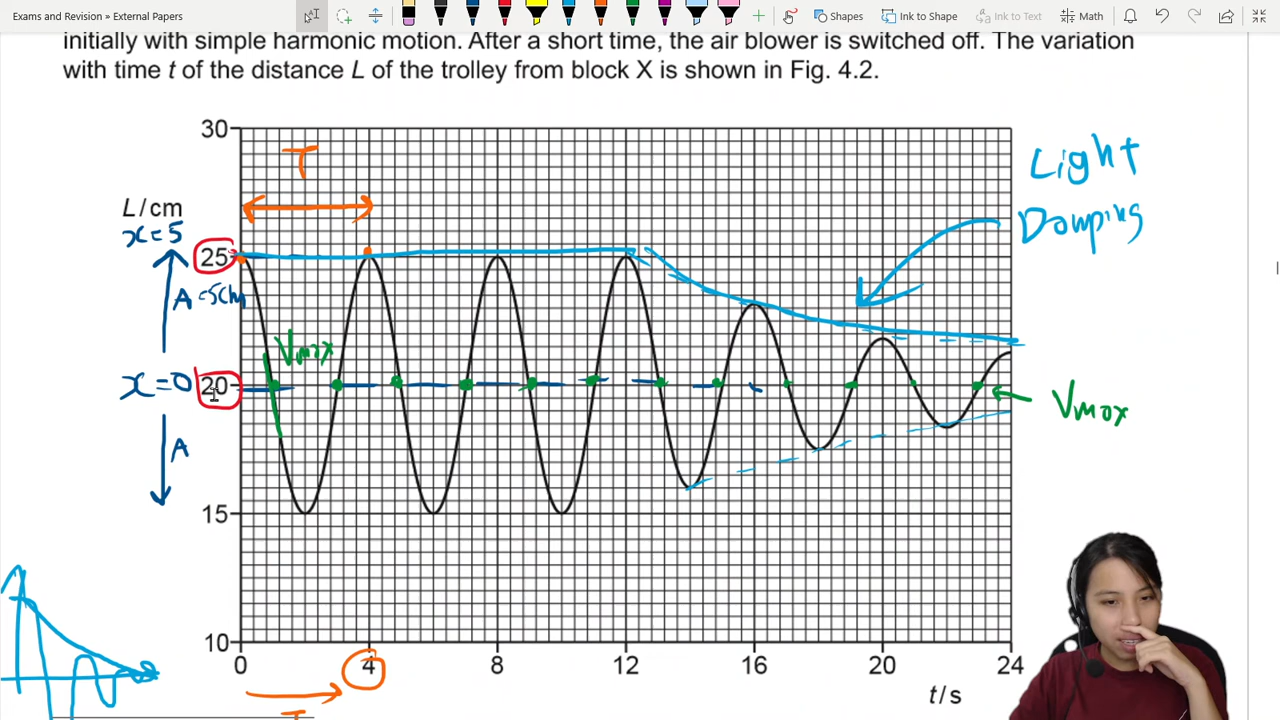 Exams and Revision » External Papers
Shapes
Ink to Shape
Ink to Text
Math
initially with simple harmonic motion. After a short time, the air blower is switched off. The variation
with time t of the distance L of the trolley from block X is shown in Fig. 4.2.
30
T
Light
Damping
L / cm
x=5
25
A=5cm
Vmax
x=0
20
Vmax
A
15
10
0
4
8
12
16
20
24
t / s
T